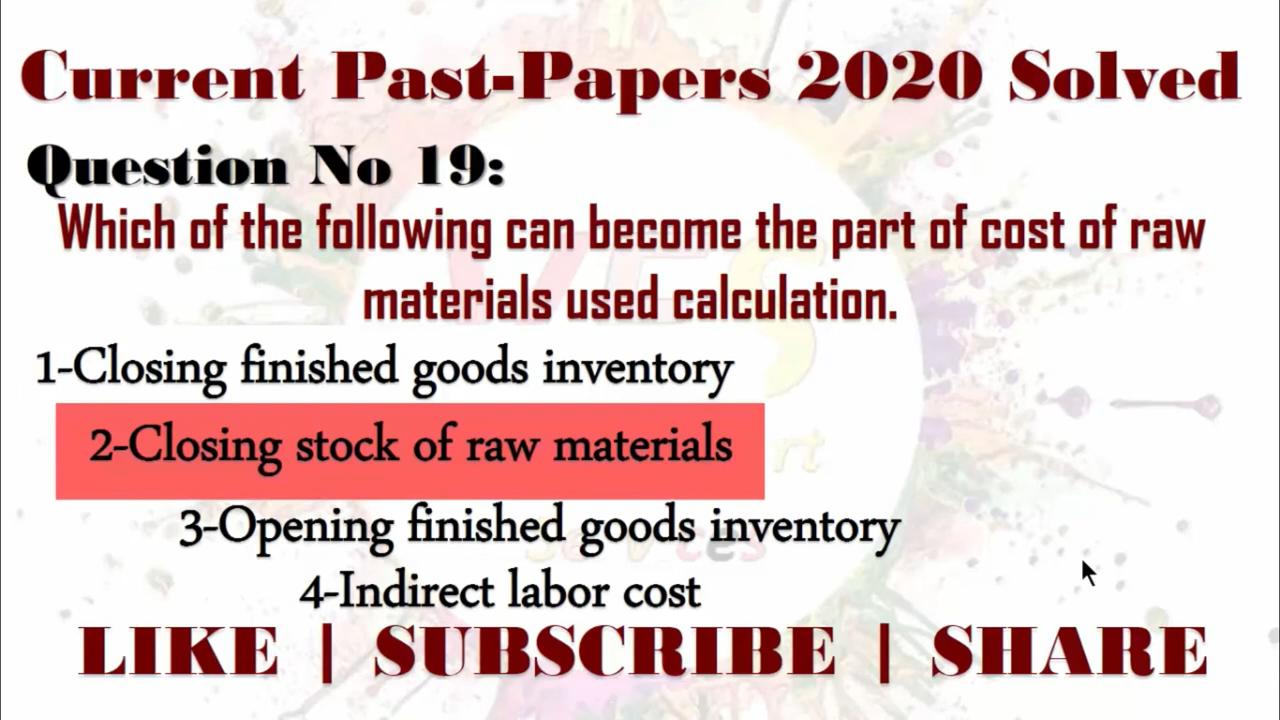 Current Past-Papers 2020 Solved
Question No 19:
Which of the following can become the part of cost of raw
materials used calculation.
1-Closing finished goods inventory
2-Closing stock of raw materials
3-Opening finished goods inventory
4-Indirect labor cost
LIKE | SUBSCRIBE | SHARE